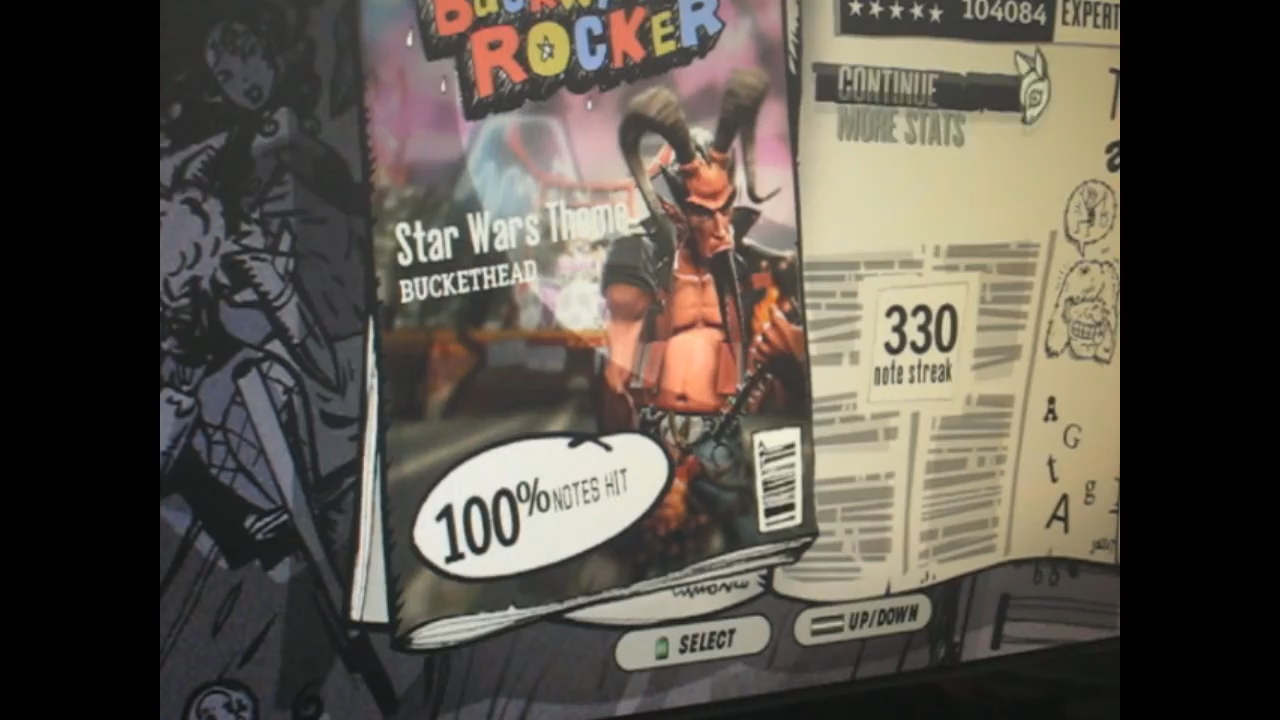 ROCKER
104084 EXPERT
CONTINUE
MORE STATS
Star Wars Theme
BUCKETHEAD
330
note streak
A
G
t
g
A
100% NOTES HIT
SELECT
UP/DOWN